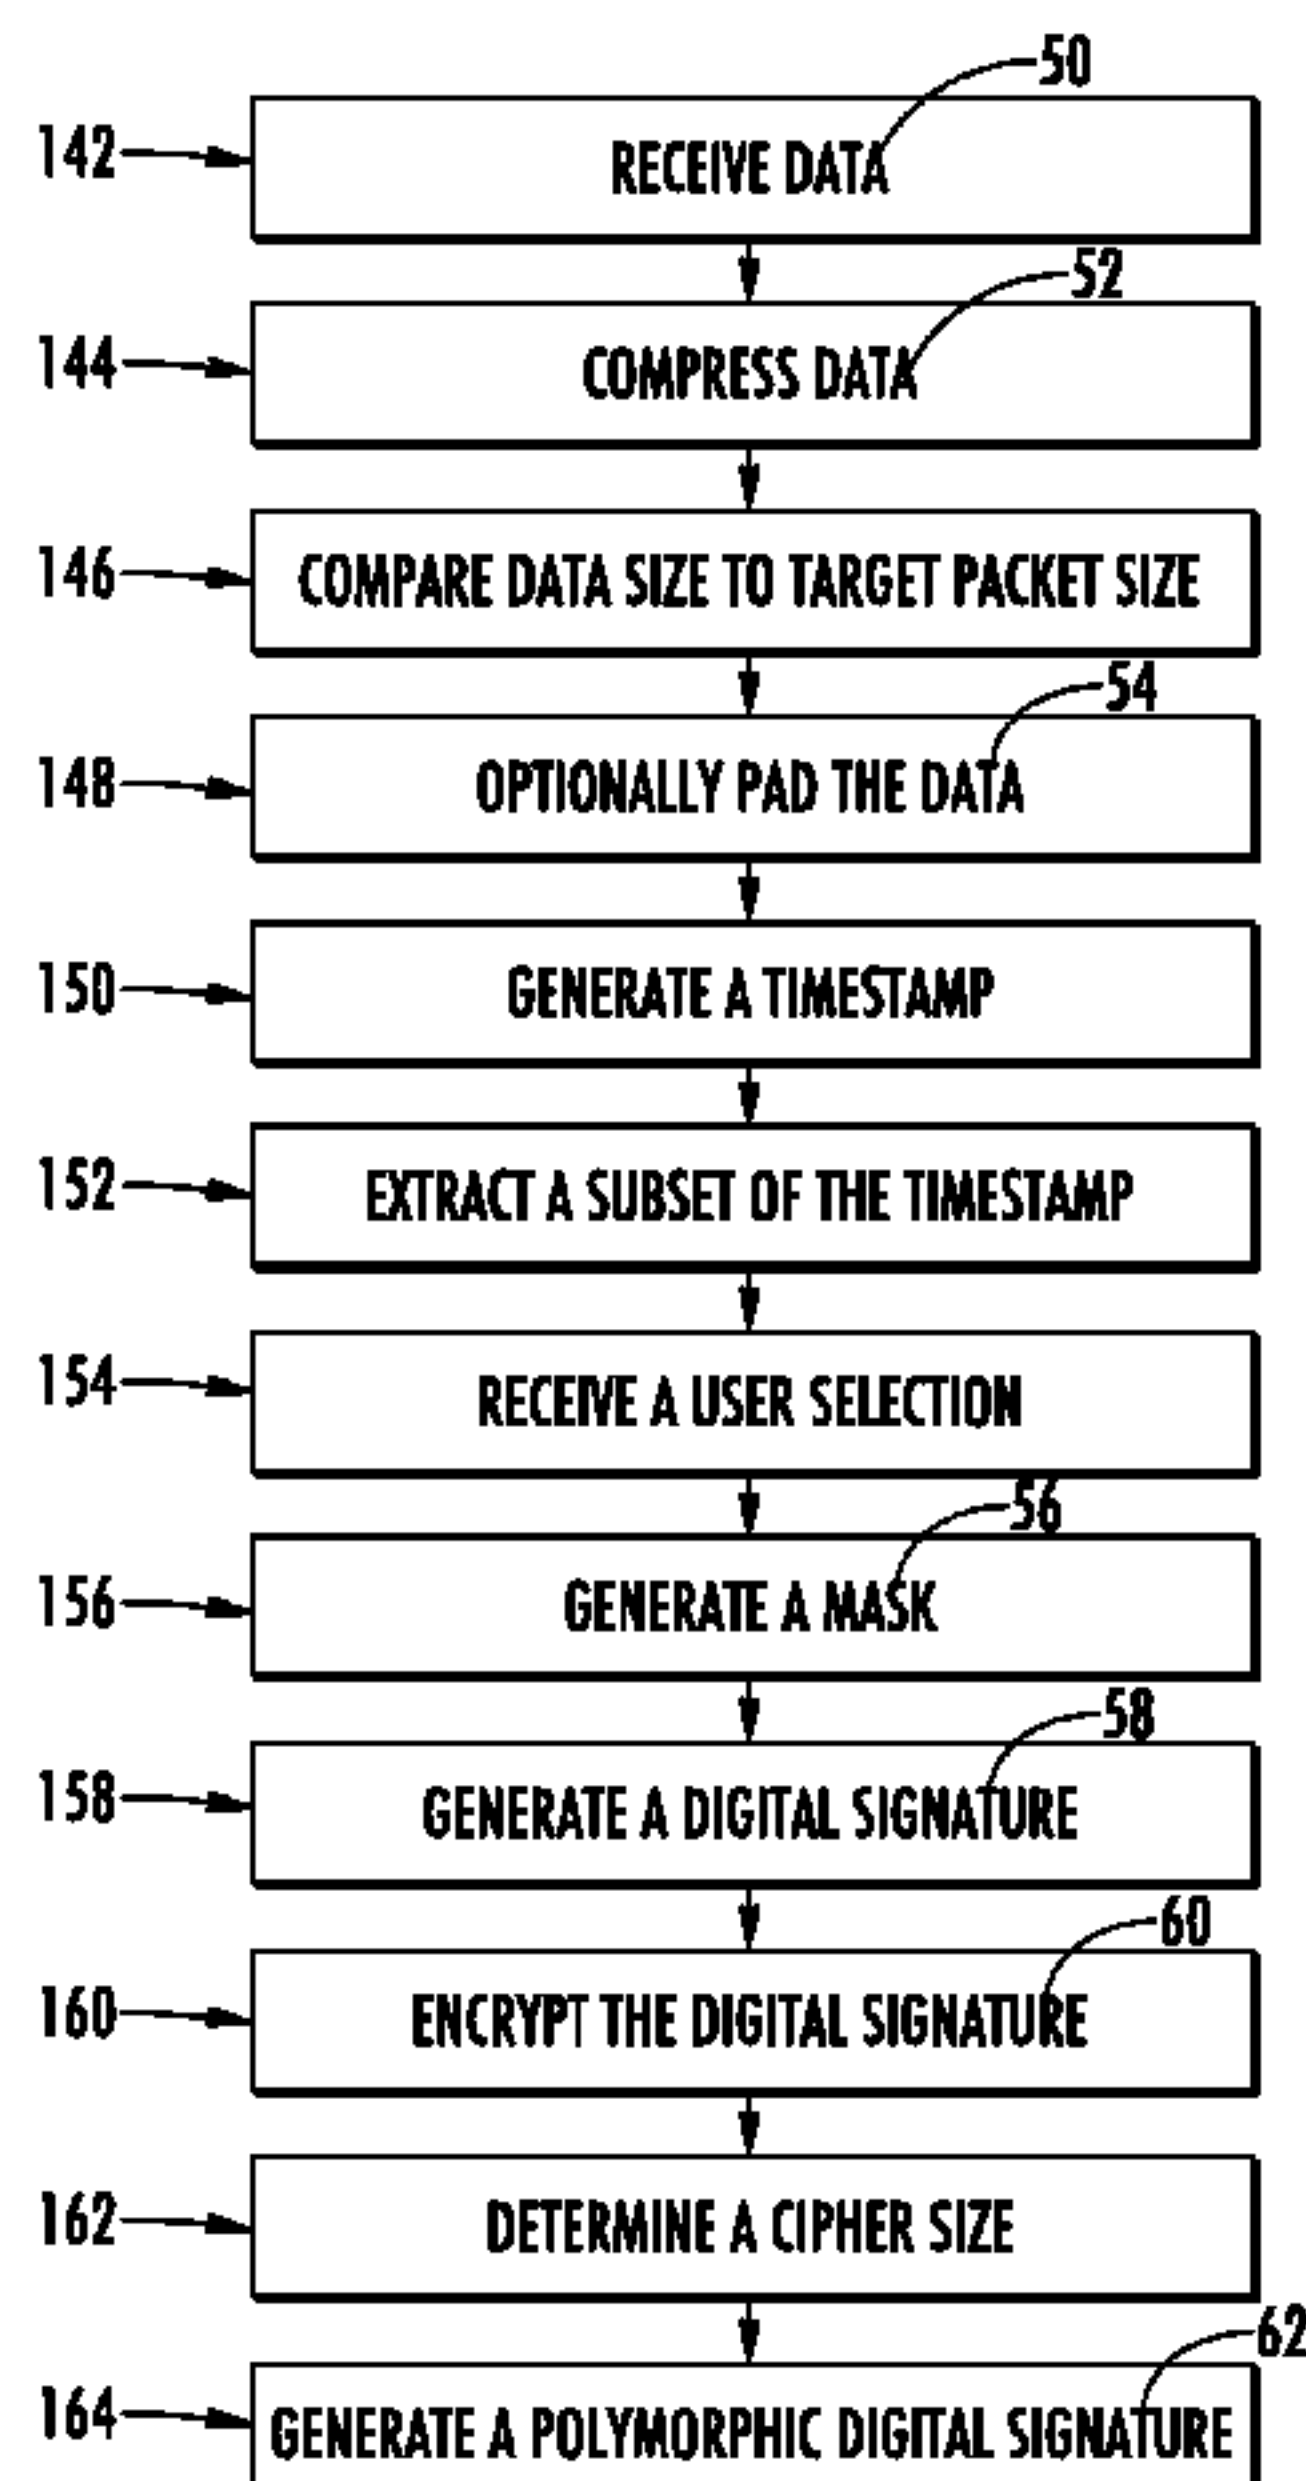 50
142 RECEIVE DATA
52
144 COMPRESS DATA
146 COMPARE DATA SIZE TO TARGET PACKET SIZE
54
148 OPTIONALLY PAD THE DATA
150 GENERATE A TIMESTAMP
152 EXTRACT A SUBSET OF THE TIMESTAMP
154 RECEIVE A USER SELECTION
56
156 GENERATE A MASK
58
158 GENERATE A DIGITAL SIGNATURE
60
160 ENCRYPT THE DIGITAL SIGNATURE
162 DETERMINE A CIPHER SIZE
62
164 GENERATE A POLYMORPHIC DIGITAL SIGNATURE